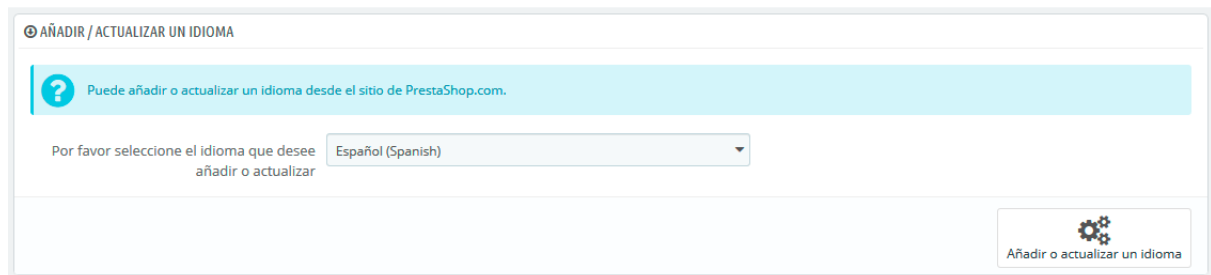 AÑADIR / ACTUALIZAR UN IDIOMA
Puede añadir o actualizar un idioma desde el sitio de PrestaShop.com.
Por favor seleccione el idioma que desee
añadir o actualizar
Español (Spanish)
Añadir o actualizar un idioma